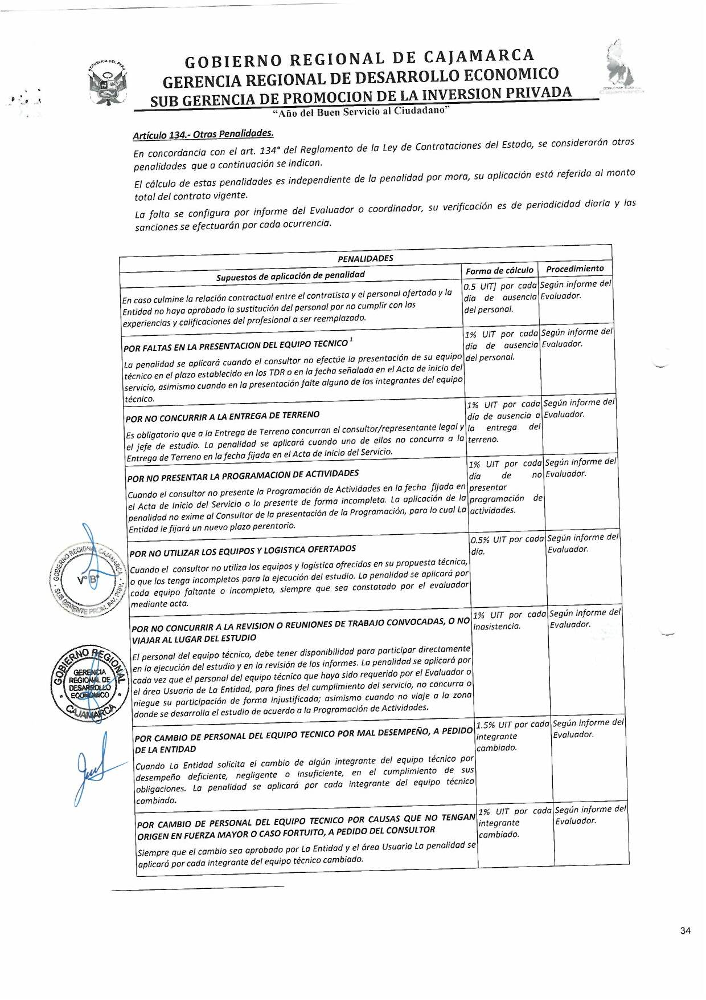 REPUBLICA DEL PERU
GOBIERNO REGIONAL DE CAJAMARCA
GERENCIA REGIONAL DE DESARROLLO ECONOMICO
SUB GERENCIA DE PROMOCION DE LA INVERSION PRIVADA
“Año del Buen Servicio al Ciudadano”
Cajamarca
Artículo 134.- Otras Penalidades.
En concordancia con el art. 134° del Reglamento de la Ley de Contrataciones del Estado, se considerarán otras
penalidades que a continuación se indican.
El cálculo de estas penalidades es independiente de la penalidad por mora, su aplicación está referida al monto
total del contrato vigente.
La falta se configura por informe del Evaluador o coordinador, su verificación es de periodicidad diaria y las
sanciones se efectuarán por cada ocurrencia.
PENALIDADES
Supuestos de aplicación de penalidad
Forma de cálculo
Procedimiento
En caso culmine la relación contractual entre el contratista y el personal ofertado y la
Entidad no haya aprobado la sustitución del personal por no cumplir con las
experiencias y calificaciones del profesional a ser reemplazado.
0.5 UIT] por cada
día de ausencia
del personal.
Según informe del
Evaluador.
POR FALTAS EN LA PRESENTACION DEL EQUIPO TECNICO 1
La penalidad se aplicará cuando el consultor no efectúe la presentación de su equipo
técnico en el plazo establecido en los TDR o en la fecha señalada en el Acta de inicio del
servicio, asimismo cuando en la presentación falte alguno de los integrantes del equipo
técnico.
1% UIT por cada
día de ausencia
del personal.
Según informe del
Evaluador.
POR NO CONCURRIR A LA ENTREGA DE TERRENO
Es obligatorio que a la Entrega de Terreno concurran el consultor/representante legal y
el jefe de estudio. La penalidad se aplicará cuando uno de ellos no concurra a la
Entrega de Terreno en la fecha fijada en el Acta de Inicio del Servicio.
1% UIT por cada
día de ausencia a
la entrega del
terreno.
Según informe del
Evaluador.
POR NO PRESENTAR LA PROGRAMACION DE ACTIVIDADES
Cuando el consultor no presente la Programación de Actividades en la fecha fijada en
el Acta de Inicio del Servicio o lo presente de forma incompleta. La aplicación de la
penalidad no exime al Consultor de la presentación de la Programación, para lo cual La
Entidad le fijará un nuevo plazo perentorio.
1% UIT por cada
día de no
presentar
programación de
actividades.
Según informe del
Evaluador.
POR NO UTILIZAR LOS EQUIPOS Y LOGISTICA OFERTADOS
Cuando el consultor no utiliza los equipos y logística ofrecidos en su propuesta técnica,
o que los tenga incompletos para la ejecución del estudio. La penalidad se aplicará por
cada equipo faltante o incompleto, siempre que sea constatado por el evaluador
mediante acta.
0.5% UIT por cada
día.
Según informe del
Evaluador.
POR NO CONCURRIR A LA REVISION O REUNIONES DE TRABAJO CONVOCADAS, O NO
VIAJAR AL LUGAR DEL ESTUDIO
El personal del equipo técnico, debe tener disponibilidad para participar directamente
en la ejecución del estudio y en la revisión de los informes. La penalidad se aplicará por
cada vez que el personal del equipo técnico que haya sido requerido por el Evaluador o
el área Usuaria de La Entidad, para fines del cumplimiento del servicio, no concurra o
niegue su participación de forma injustificada; asimismo cuando no viaje a la zona
donde se desarrolla el estudio de acuerdo a la Programación de Actividades.
1% UIT por cada
inasistencia.
Según informe del
Evaluador.
POR CAMBIO DE PERSONAL DEL EQUIPO TECNICO POR MAL DESEMPEÑO, A PEDIDO
DE LA ENTIDAD
Cuando La Entidad solicita el cambio de algún integrante del equipo técnico por
desempeño deficiente, negligente o insuficiente, en el cumplimiento de sus
obligaciones. La penalidad se aplicará por cada integrante del equipo técnico
cambiado.
1.5% UIT por cada
integrante
cambiado.
Según informe del
Evaluador.
POR CAMBIO DE PERSONAL DEL EQUIPO TECNICO POR CAUSAS QUE NO TENGAN
ORIGEN EN FUERZA MAYOR O CASO FORTUITO, A PEDIDO DEL CONSULTOR
Siempre que el cambio sea aprobado por La Entidad y el área Usuaria La penalidad se
aplicará por cada integrante del equipo técnico cambiado.
1% UIT por cada
integrante
cambiado.
Según informe del
Evaluador.
GOBIERNO REGIONAL CAJAMARCA
V° B°
SUB GERENTE PROM. INV. PRIV.
GOBIERNO REGIONAL
GERENCIA
REGIONAL DE
DESARROLLO
ECONOMICO
CAJAMARCA
34